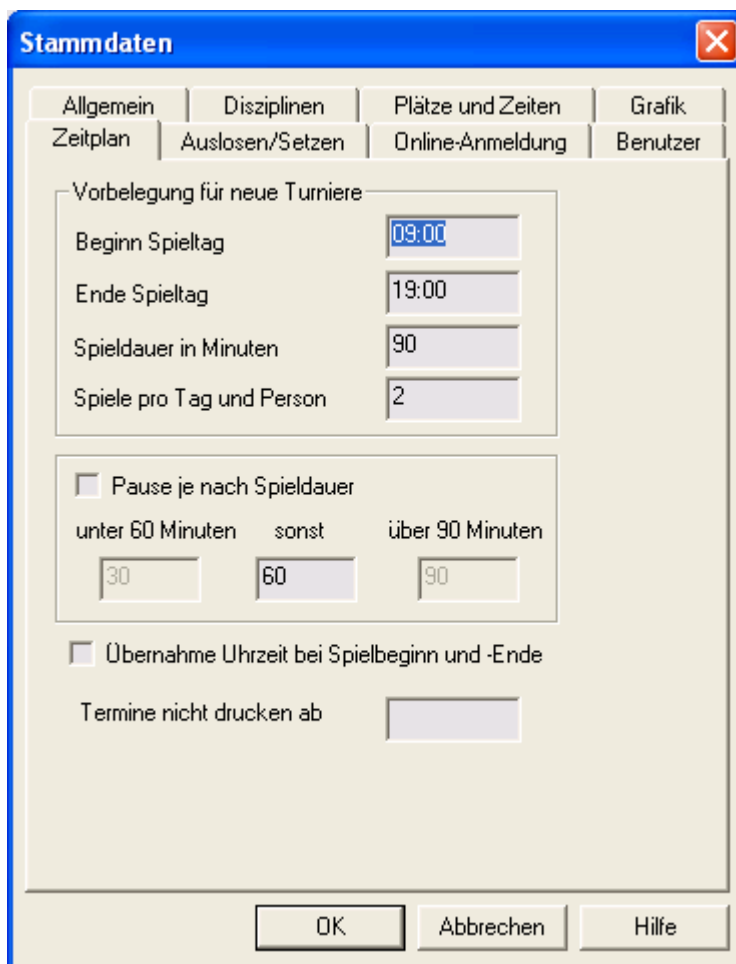 Stammdaten
Allgemein Disziplinen Plätze und Zeiten Grafik
Zeitplan Auslosen/Setzen Online-Anmeldung Benutzer
Vorbelegung für neue Turniere
Beginn Spieltag 09:00
Ende Spieltag 19:00
Spieldauer in Minuten 90
Spiele pro Tag und Person 2
Pause je nach Spieldauer
unter 60 Minuten sonst über 90 Minuten
30 60 90
Übernahme Uhrzeit bei Spielbeginn und -Ende
Termine nicht drucken ab
OK Abbrechen Hilfe